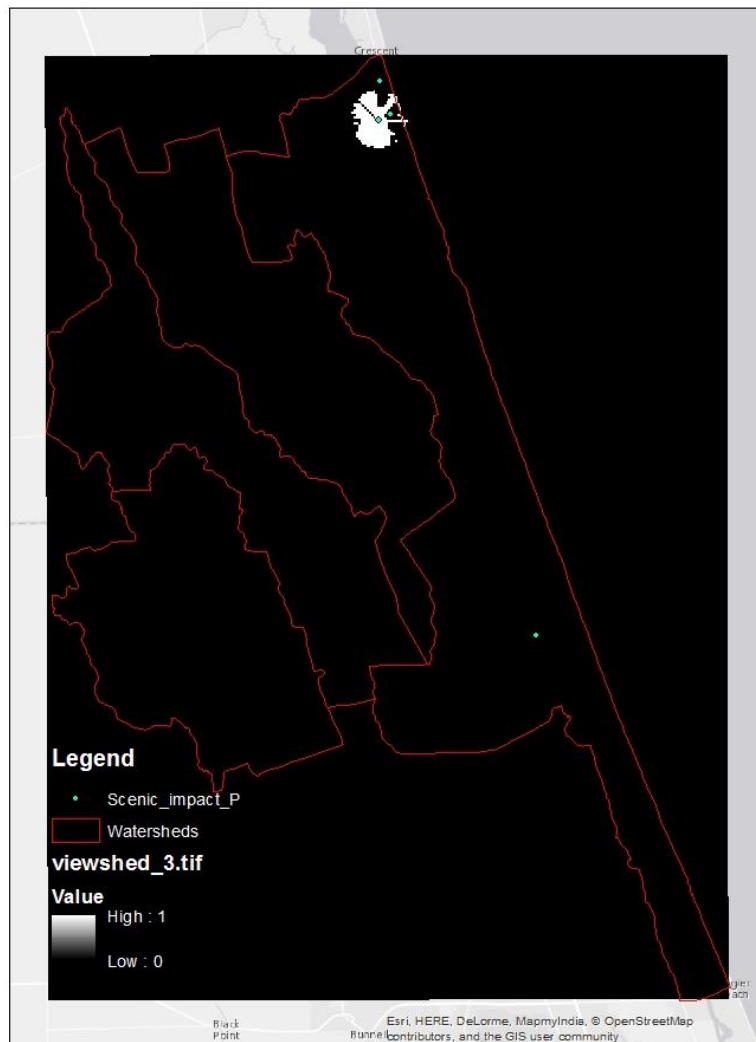 Crescent
Legend
Scenic_impact_P
Watersheds
viewshed_3.tif
Value
High : 1
Low : 0
Black
Point
Bunnell
Esri, HERE, DeLorme, MapmyIndia, © OpenStreetMap
contributors, and the GIS user community